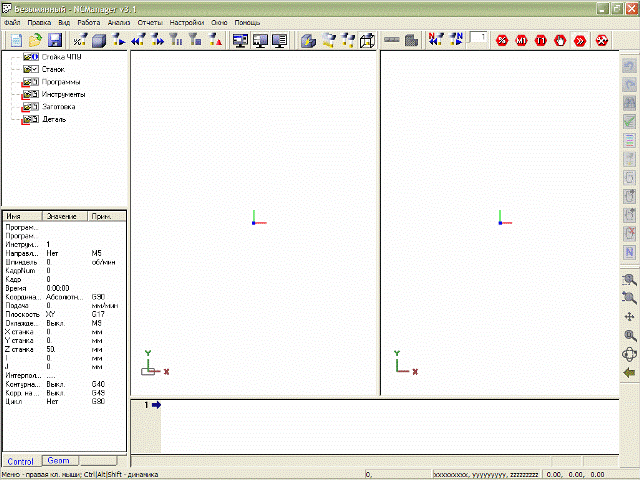 Безымянный - NCManager v3.1
Файл Правка Вид Работа Анализ Отчеты Настройки Окно Помощь
N N 1 % M1 T1
Стойка ЧПУ
Станок
Программы
Инструменты
Заготовка
Деталь
Имя Значение Прим.
Програм...
Програм...
Инструм... 1
Направл... Нет M5
Шпиндель 0. об/мин
КадрNum 0
Кадр 0
Время 0:00:00
Координа... Абсолютн... G90
Подача 0. мм/мин
Плоскость XY G17
Охлажде... Выкл. M9
X станка 0. мм
Y станка 0. мм
Z станка 50. мм
I 0. мм
J 0. мм
Интерпол... .....
Контурна... Выкл. G40
Корр. на... Выкл. G49
Цикл Нет G80
Y
X
Y
X
1
Control Geom.
Меню - правая кл. мыши; Ctrl|Alt|Shift - динамика 0, xxxxxxxxx, yyyyyyyyy, zzzzzzzzz 0.00, 0.00, 0.00